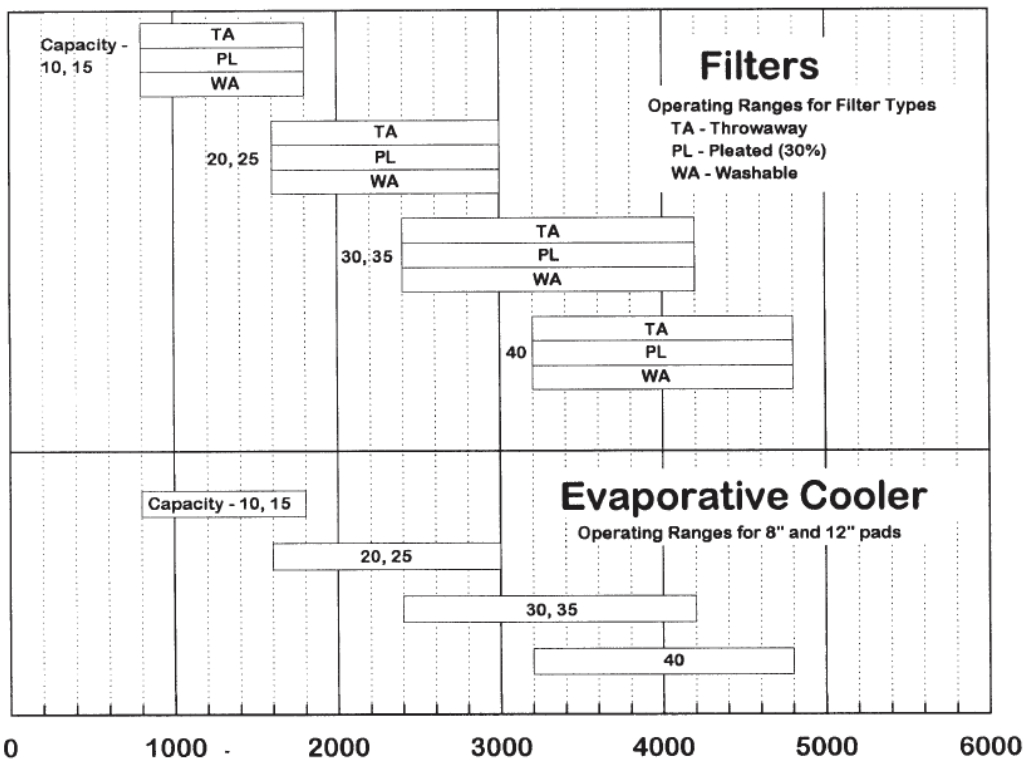 Capacity -
10, 15
TA
PL
WA
Filters
Operating Ranges for Filter Types
TA - Throwaway
PL - Pleated (30%)
WA - Washable
20, 25
TA
PL
WA
30, 35
TA
PL
WA
40
TA
PL
WA
Evaporative Cooler
Operating Ranges for 8" and 12" pads
Capacity - 10, 15
20, 25
30, 35
40
0 1000 2000 3000 4000 5000 6000